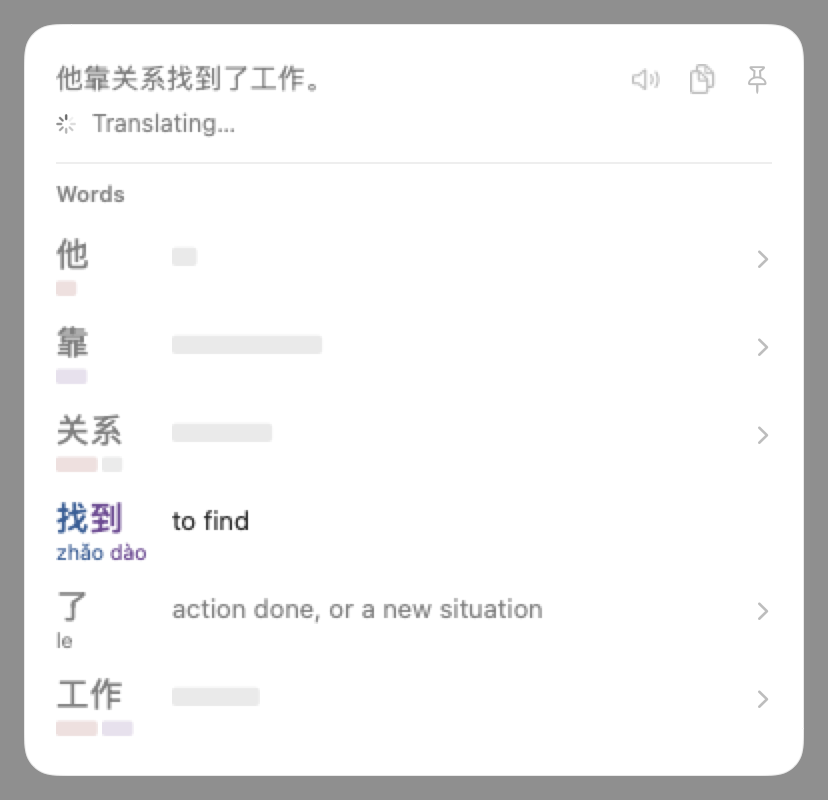 他靠关系找到了工作。
Translating...
Words
他
靠
关系
找到 to find
zhǎo dào
了 action done, or a new situation
le
工作